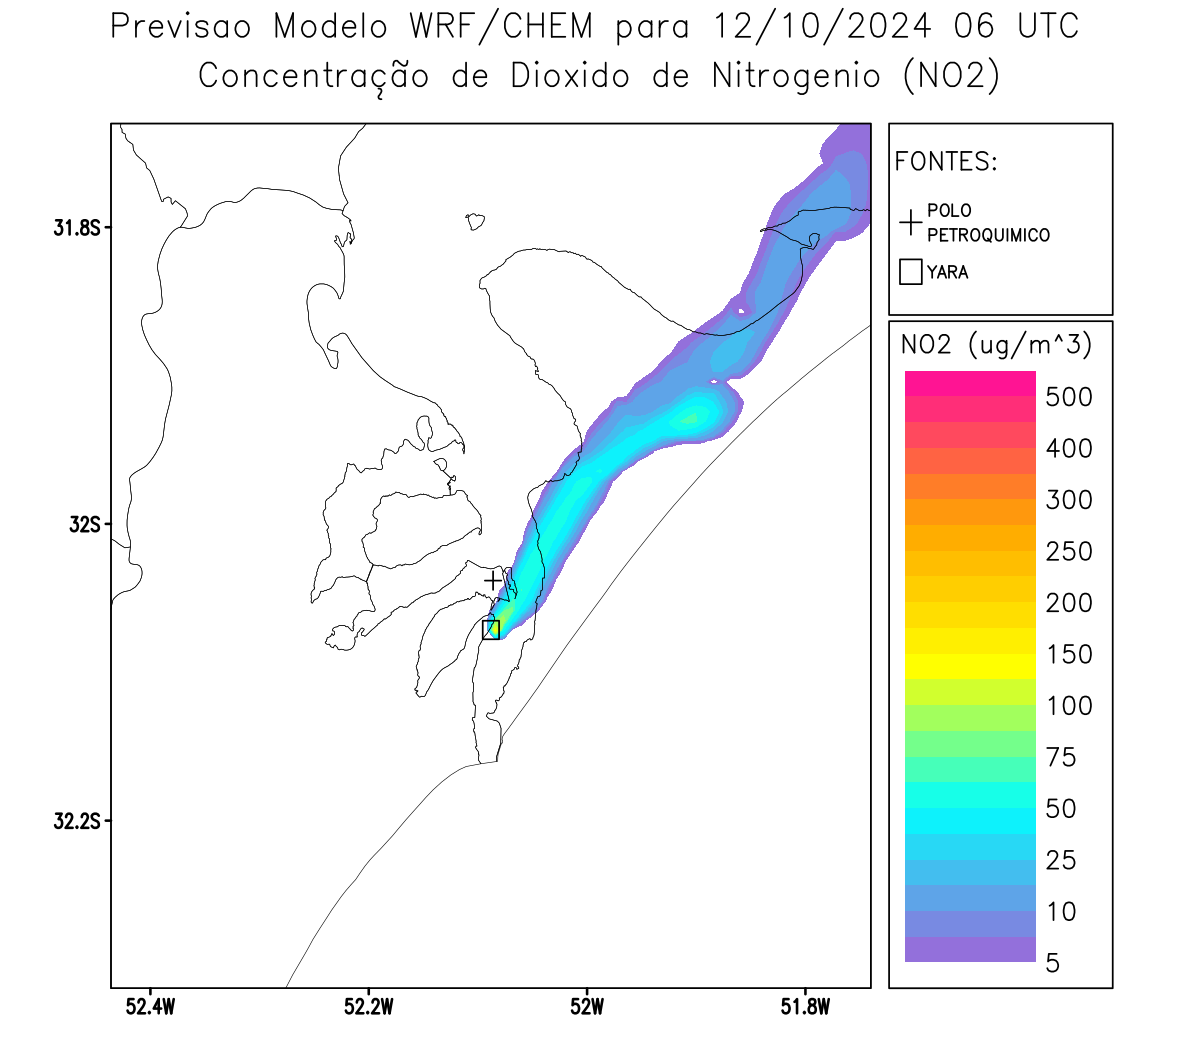 Previsao Modelo WRF/CHEM para 12/10/2024 06 UTC
Concentração de Dioxido de Nitrogenio (NO2)
FONTES:
POLO
PETROQUIMICO
YARA
NO2 (ug/m^3)
500
400
300
250
200
150
100
75
50
25
10
5
31.8S
32S
32.2S
52.4W
52.2W
52W
51.8W